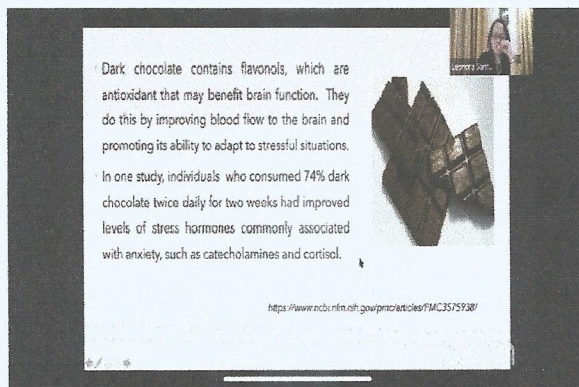 Dark chocolate contains flavonols, which are
antioxidant that may benefit brain function. They
do this by improving blood flow to the brain and
promoting its ability to adapt to stressful situations.
In one study, individuals who consumed 74% dark
chocolate twice daily for two weeks had improved
levels of stress hormones commonly associated
with anxiety, such as catecholamines and cortisol.
https://www.ncbi.nlm.nih.gov/pmc/articles/PMC3575938/